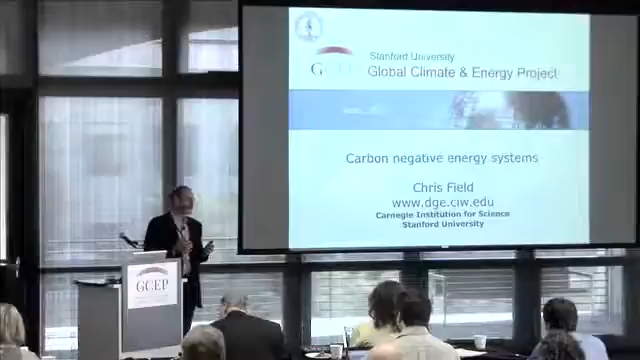 Stanford University
GCEP
Global Climate & Energy Project
Carbon negative energy systems
Chris Field
www.dge.ciw.edu
Carnegie Institution for Science
Stanford University
GCEP